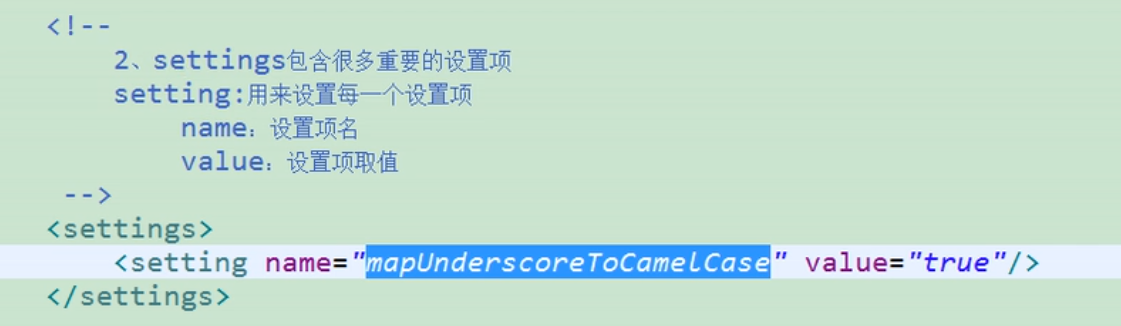 <!--
2、settings包含很多重要的设置项
setting:用来设置每一个设置项
name：设置项名
value：设置项取值
-->
<settings>
<setting name="mapUnderscoreToCamelCase" value="true"/>
</settings>